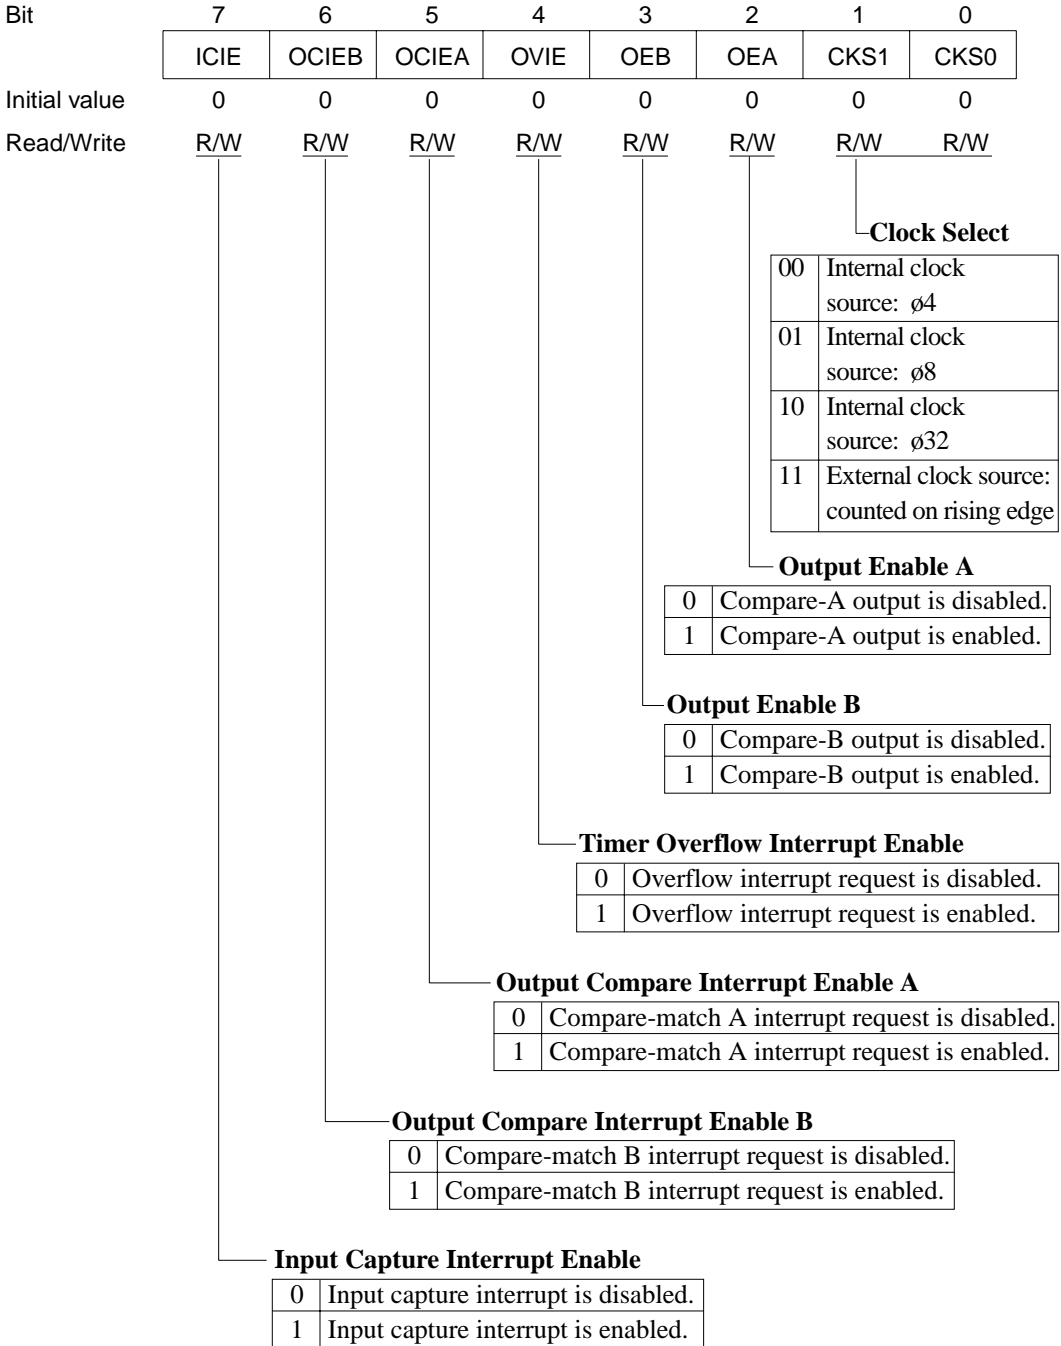 Bit 7 6 5 4 3 2 1 0
ICIE OCIEB OCIEA OVIE OEB OEA CKS1 CKS0
Initial value 0 0 0 0 0 0 0 0
Read/Write R/W R/W R/W R/W R/W R/W R/W R/W
Clock Select
00 Internal clock
source: ø4
01 Internal clock
source: ø8
10 Internal clock
source: ø32
11 External clock source:
counted on rising edge
Output Enable A
0 Compare-A output is disabled.
1 Compare-A output is enabled.
Output Enable B
0 Compare-B output is disabled.
1 Compare-B output is enabled.
Timer Overflow Interrupt Enable
0 Overflow interrupt request is disabled.
1 Overflow interrupt request is enabled.
Output Compare Interrupt Enable A
0 Compare-match A interrupt request is disabled.
1 Compare-match A interrupt request is enabled.
Output Compare Interrupt Enable B
0 Compare-match B interrupt request is disabled.
1 Compare-match B interrupt request is enabled.
Input Capture Interrupt Enable
0 Input capture interrupt is disabled.
1 Input capture interrupt is enabled.